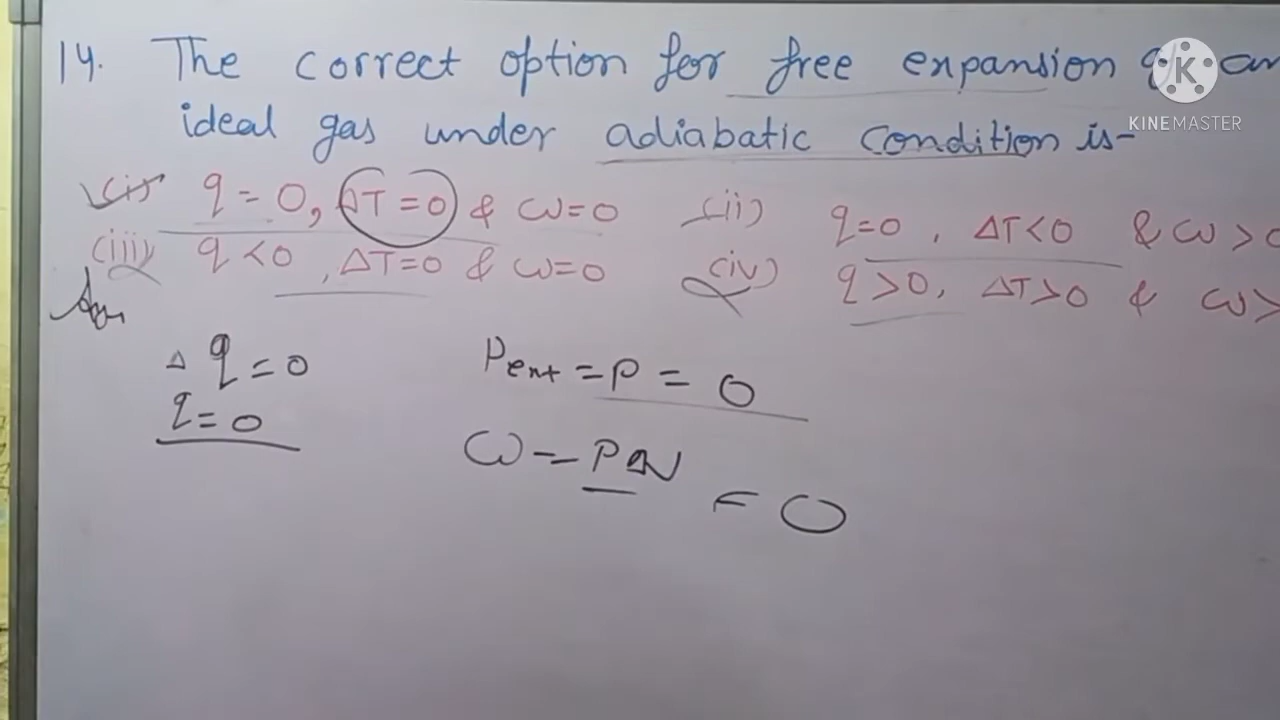 14. The correct option for free expansion of an
KINEMASTER
ideal gas under adiabatic condition is-
(i) q = 0, ΔT = 0 & ω = 0 (ii) q = 0, ΔT < 0 & ω > 0
(iii) q < 0, ΔT = 0 & ω = 0 (iv) q > 0, ΔT > 0 & ω >
Ans
Δ q = 0 Pext = P = 0
q = 0
ω = PΔV = 0